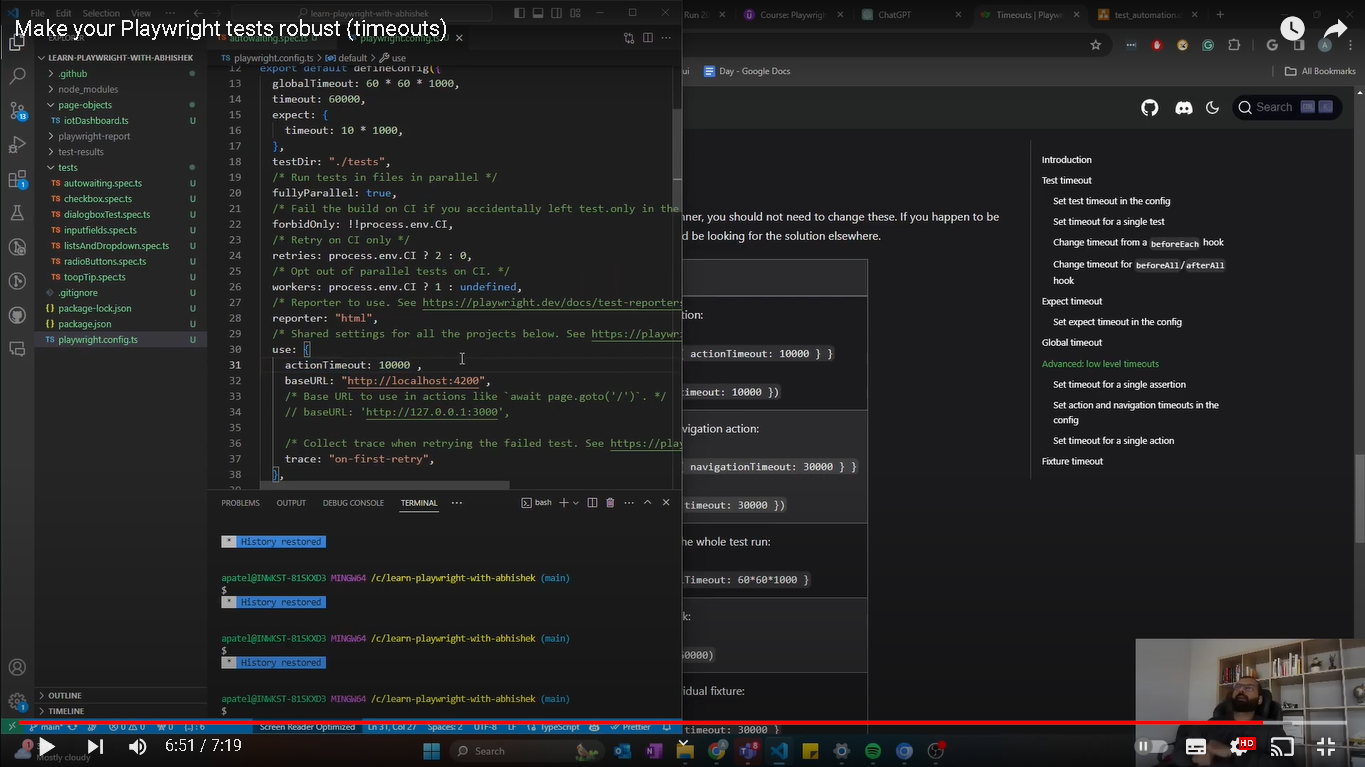 File Edit Selection View
learn-playwright-with-abhishek
Run 20
Course: Playwright
ChatGPT
Timeouts | Playw
test_automation
Make your Playwright tests robust (timeouts)
All Bookmarks
Day - Google Docs
LEARN-PLAYWRIGHT-WITH-ABHISHEK
.github
node_modules
page-objects
TS iotDashboard.ts U
playwright-report
test-results
tests
TS autowaiting.spec.ts U
TS checkbox.spec.ts U
TS dialogboxTest.spec.ts U
TS inputfields.spec.ts U
TS listsAndDropdown.spec.ts U
TS radioButtons.spec.ts U
TS toopTip.spec.ts U
.gitignore U
{} package-lock.json U
{} package.json U
TS playwright.config.ts U
OUTLINE
TIMELINE
autowaiting.spec.ts U
playwright.config.ts U
TS playwright.config.ts > default > use
12 export default defineConfig({
13 globalTimeout: 60 * 60 * 1000,
14 timeout: 60000,
15 expect: {
16 timeout: 10 * 1000,
17 },
18 testDir: "./tests",
19 /* Run tests in files in parallel */
20 fullyParallel: true,
21 /* Fail the build on CI if you accidentally left test.only in the
22 forbidOnly: !!process.env.CI,
23 /* Retry on CI only */
24 retries: process.env.CI ? 2 : 0,
25 /* Opt out of parallel tests on CI. */
26 workers: process.env.CI ? 1 : undefined,
27 /* Reporter to use. See https://playwright.dev/docs/test-reporters
28 reporter: "html",
29 /* Shared settings for all the projects below. See https://playwr
30 use: {
31 actionTimeout: 10000 ,
32 baseURL: "http://localhost:4200",
33 /* Base URL to use in actions like `await page.goto('/')`. */
34 // baseURL: 'http://127.0.0.1:3000',
35
36 /* Collect trace when retrying the failed test. See https://play
37 trace: "on-first-retry",
38 },
PROBLEMS OUTPUT DEBUG CONSOLE TERMINAL ···
bash
* History restored
apatel@INWKST-81SKXD3 MINGW64 /c/learn-playwright-with-abhishek (main)
$
* History restored
apatel@INWKST-81SKXD3 MINGW64 /c/learn-playwright-with-abhishek (main)
$
* History restored
apatel@INWKST-81SKXD3 MINGW64 /c/learn-playwright-with-abhishek (main)
$
main* Screen Reader Optimized Ln 31, Col 27 Spaces: 2 UTF-8 LF TypeScript Prettier
Search
nner, you should not need to change these. If you happen to be
d be looking for the solution elsewhere.
tion:
{ actionTimeout: 10000 } }
timeout: 10000 })
vigation action:
navigationTimeout: 30000 } }
timeout: 30000 })
he whole test run:
lTimeout: 60*60*1000 }
k:
60000)
vidual fixture:
30000 }
Introduction
Test timeout
Set test timeout in the config
Set timeout for a single test
Change timeout from a beforeEach hook
Change timeout for beforeAll/afterAll
hook
Expect timeout
Set expect timeout in the config
Global timeout
Advanced: low level timeouts
Set timeout for a single assertion
Set action and navigation timeouts in the
config
Set timeout for a single action
Fixture timeout
6:51 / 7:19
Mostly cloudy
Search
HD